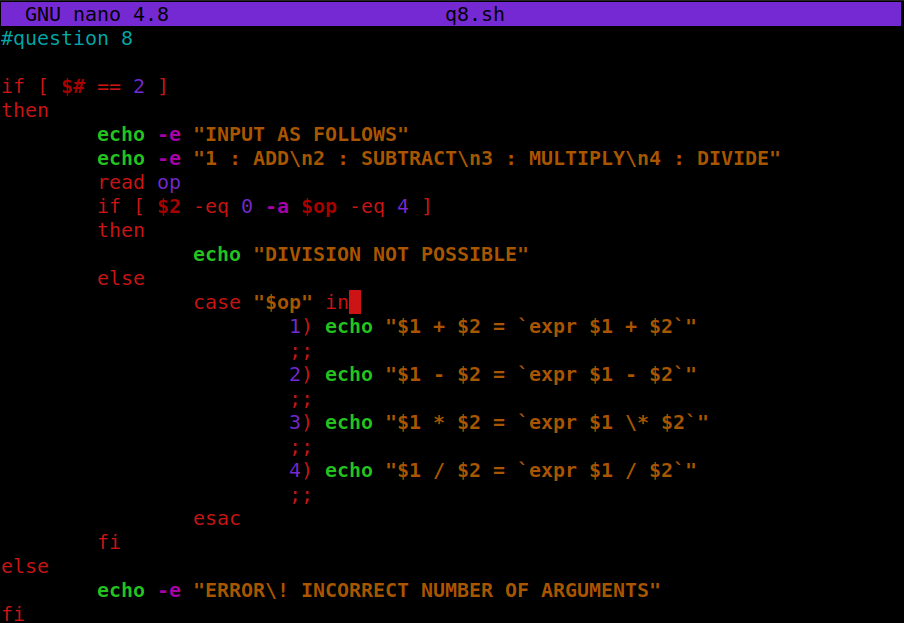 GNU nano 4.8 q8.sh
#question 8
if [ $# == 2 ]
then
echo -e "INPUT AS FOLLOWS"
echo -e "1 : ADD\n2 : SUBTRACT\n3 : MULTIPLY\n4 : DIVIDE"
read op
if [ $2 -eq 0 -a $op -eq 4 ]
then
echo "DIVISION NOT POSSIBLE"
else
case "$op" in
1) echo "$1 + $2 = `expr $1 + $2`"
;;
2) echo "$1 - $2 = `expr $1 - $2`"
;;
3) echo "$1 * $2 = `expr $1 \* $2`"
;;
4) echo "$1 / $2 = `expr $1 / $2`"
;;
esac
fi
else
echo -e "ERROR\! INCORRECT NUMBER OF ARGUMENTS"
fi